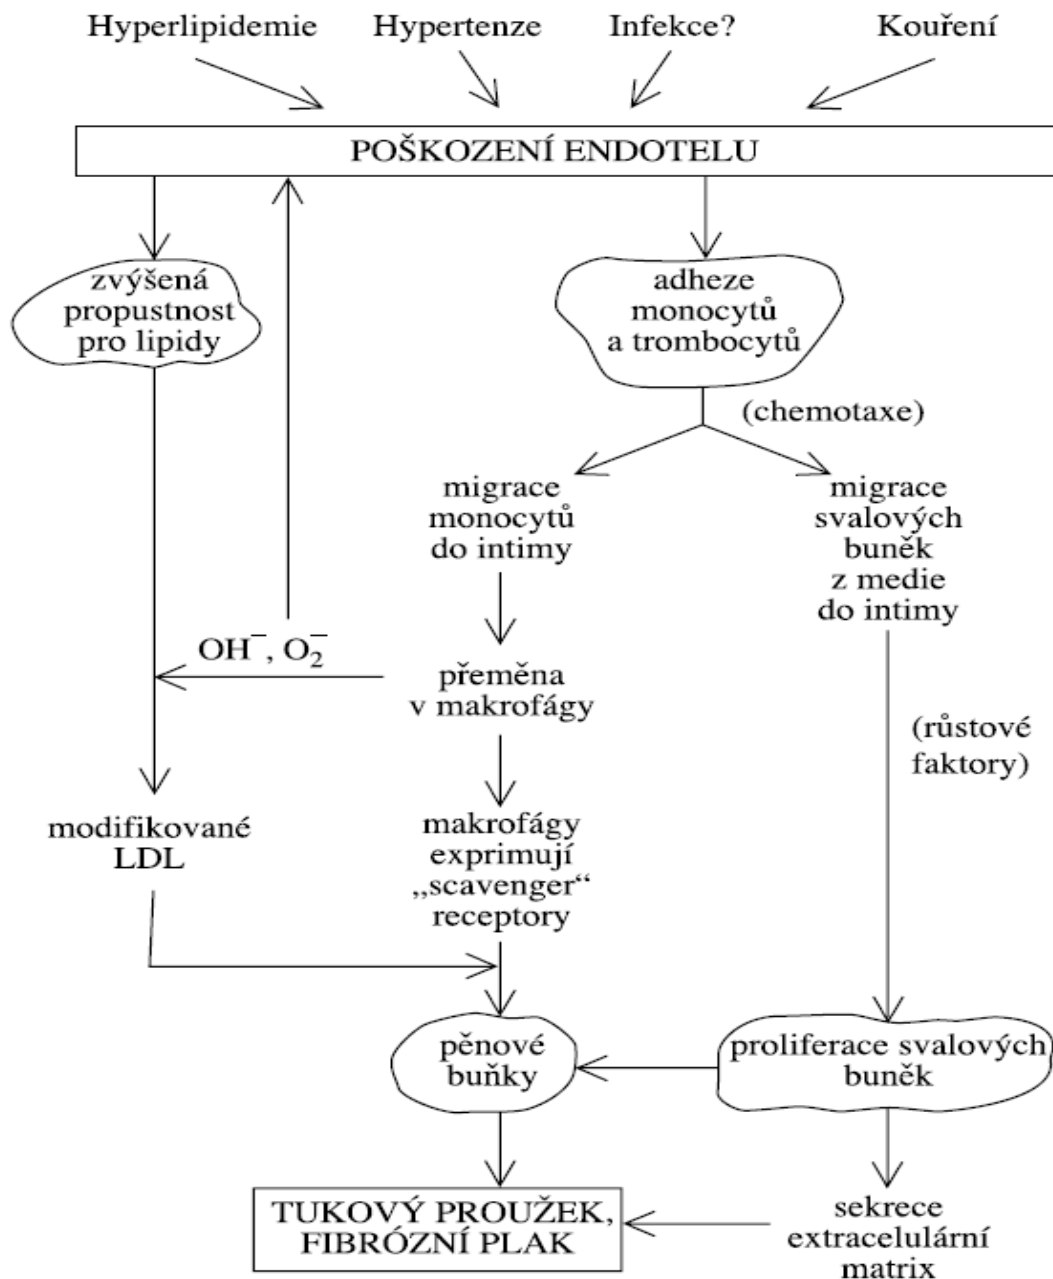 Hyperlipidemie
Hypertenze
Infekce?
Kouření
POŠKOZENÍ ENDOTELU
zvýšená
propustnost
pro lipidy
adheze
monocytů
a trombocytů
(chemotaxe)
migrace
monocytů
do intimy
migrace
svalových
buněk
z medie
do intimy
OH⁻, O₂⁻
přeměna
v makrofágy
(růstové
faktory)
modifikované
LDL
makrofágy
exprimují
„scavenger“
receptory
pěnové
buňky
proliferace svalových
buněk
TUKOVÝ PROUŽEK,
FIBRÓZNÍ PLAK
sekrece
extracelulární
matrix